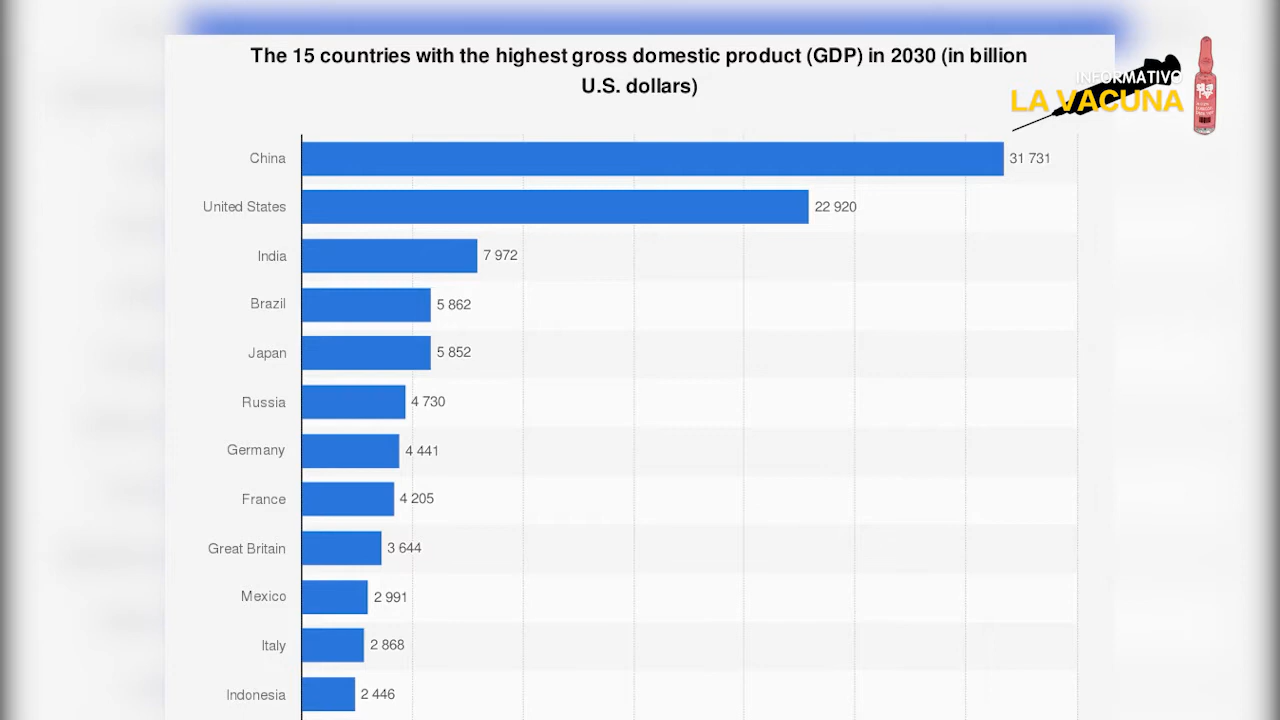 The 15 countries with the highest gross domestic product (GDP) in 2030 (in billion
U.S. dollars)
INFORMATIVO
LA VACUNA
China 31 731
United States 22 920
India 7 972
Brazil 5 862
Japan 5 852
Russia 4 730
Germany 4 441
France 4 205
Great Britain 3 644
Mexico 2 991
Italy 2 868
Indonesia 2 446